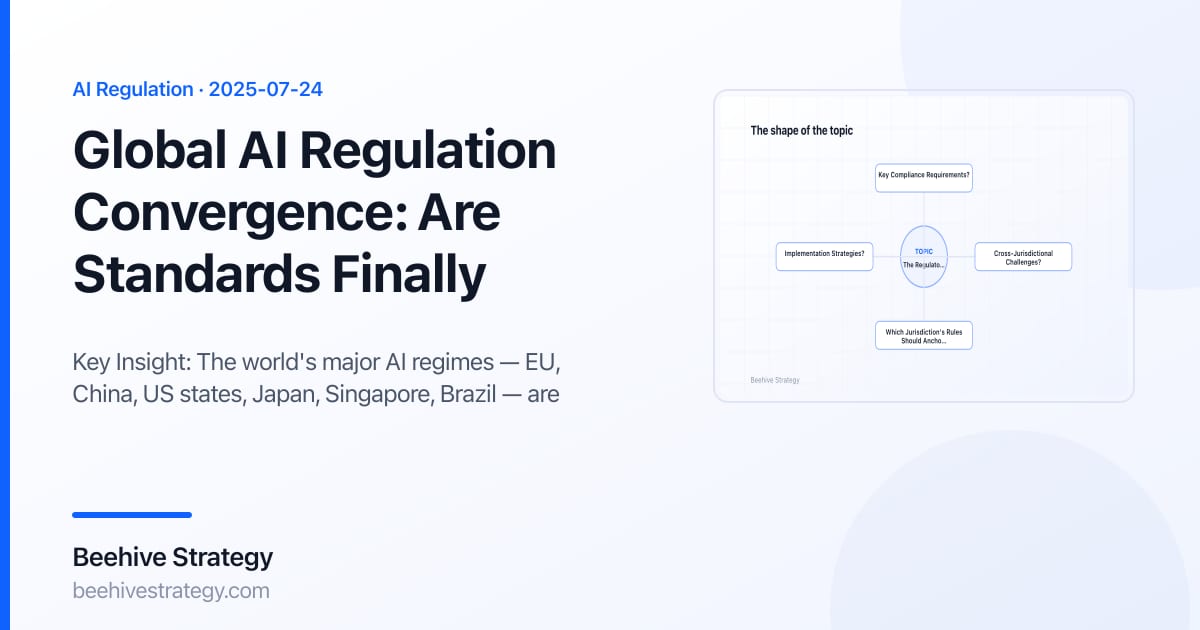 AI Regulation · 2025-07-24
Global AI Regulation
Convergence: Are
Standards Finally
Key Insight: The world's major AI regimes — EU,
China, US states, Japan, Singapore, Brazil — are
Beehive Strategy
beehivestrategy.com
The shape of the topic
Key Compliance Requirements?
Implementation Strategies?
TOPIC
The Regulato...
Cross-Jurisdictional
Challenges?
Which Jurisdiction's Rules
Should Ancho...
Beehive Strategy